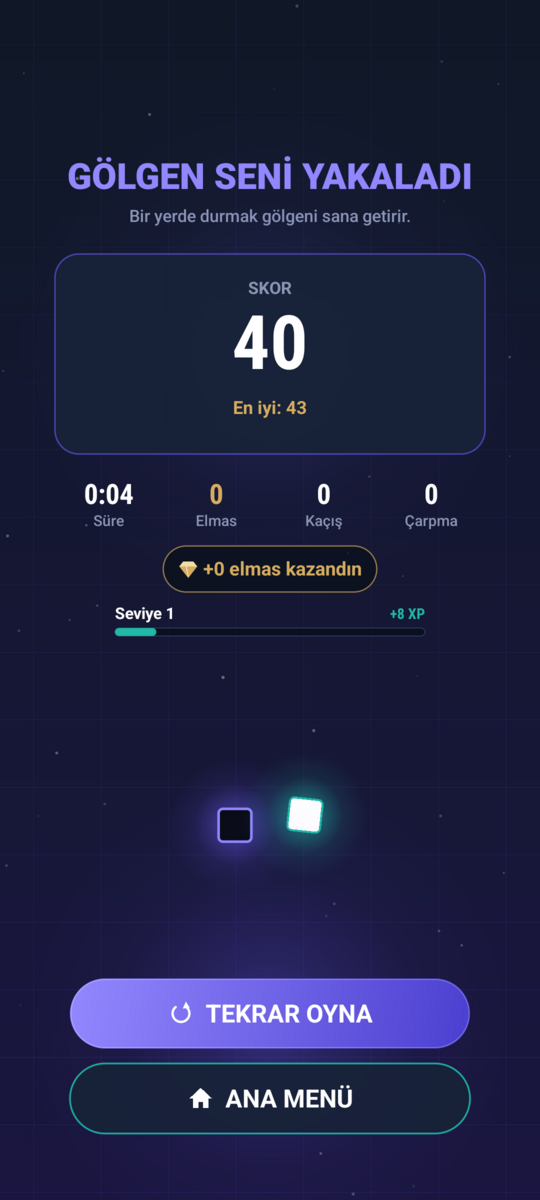 GÖLGEN SENİ YAKALADI
Bir yerde durmak gölgeni sana getirir.
SKOR
40
En iyi: 43
0:04 0 0 0
Süre Elmas Kaçış Çarpma
+0 elmas kazandın
Seviye 1 +8 XP
TEKRAR OYNA
ANA MENÜ